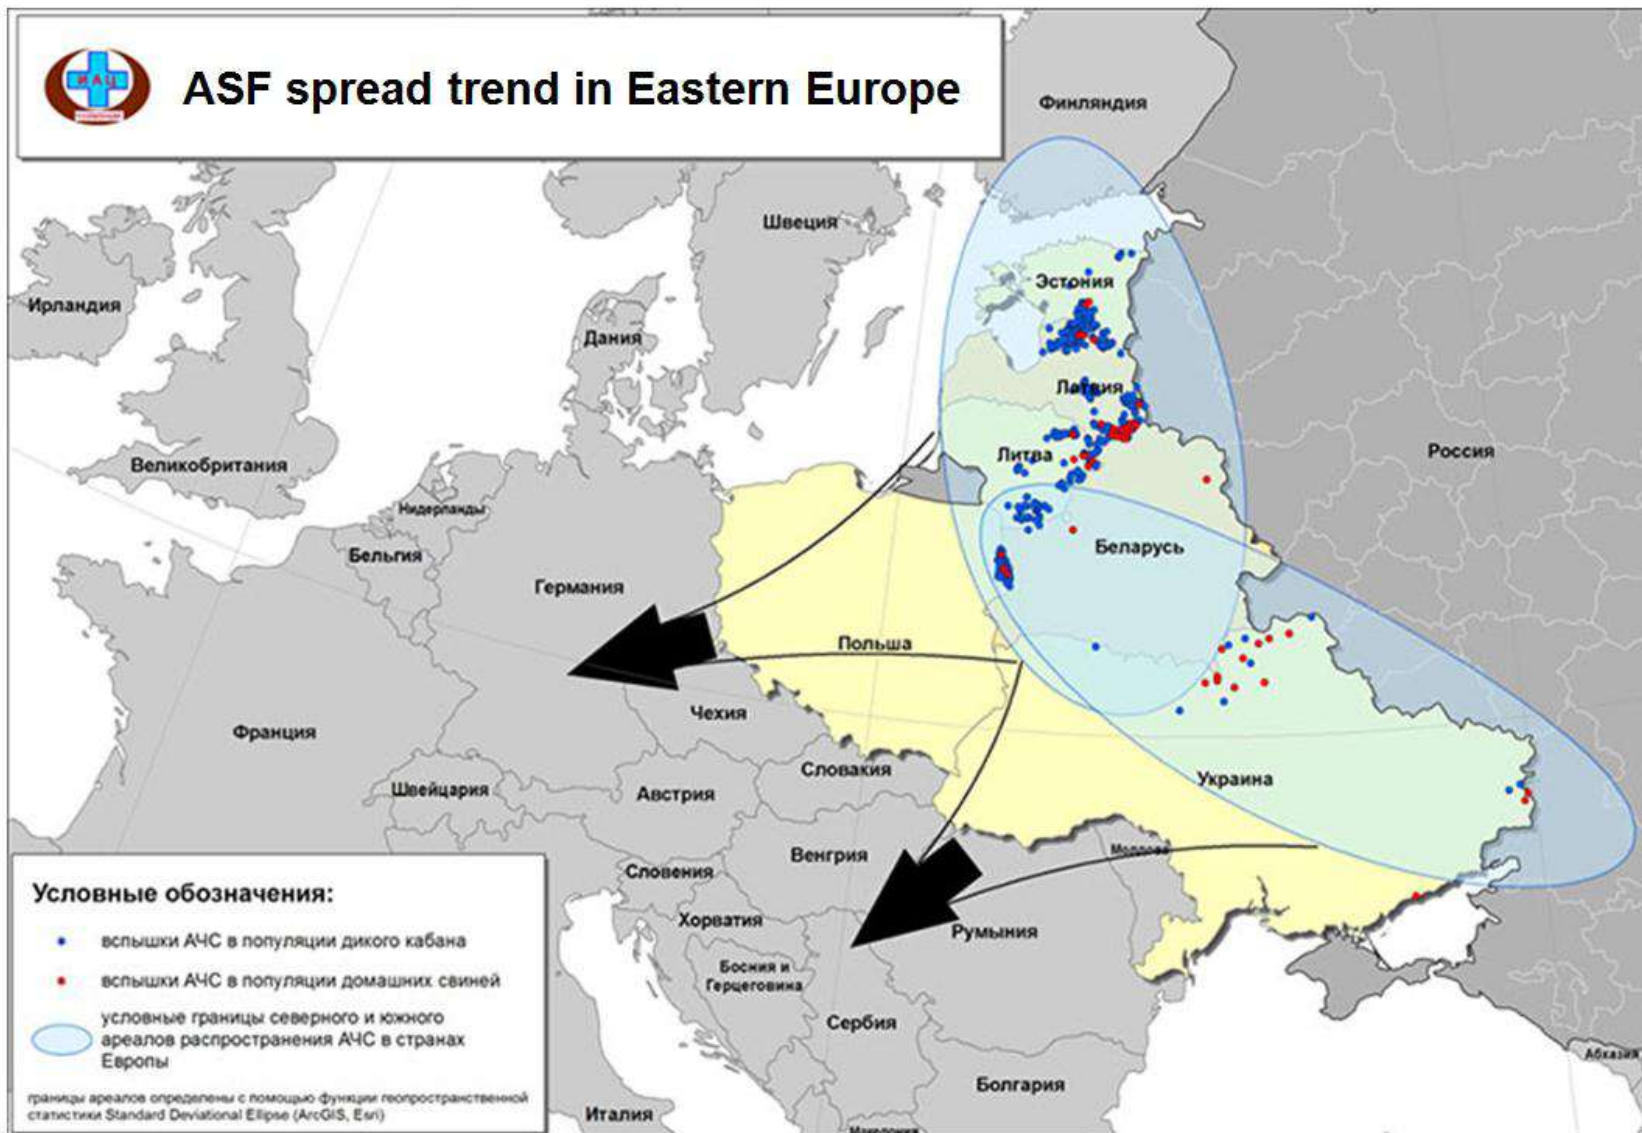 ИАЦ
ASF spread trend in Eastern Europe
Финляндия
Швеция
Эстония
Ирландия
Дания
Латвия
Великобритания
Литва
Россия
Нидерланды
Бельгия
Германия
Беларусь
Польша
Чехия
Франция
Словакия
Украина
Швейцария
Австрия
Венгрия
Молдова
Словения
Хорватия
Румыния
Босния и
Герцеговина
Сербия
Абхазия
Болгария
Италия
Македония
Условные обозначения:
вспышки АЧС в популяции дикого кабана
вспышки АЧС в популяции домашних свиней
условные границы северного и южного
ареалов распространения АЧС в странах
Европы
границы ареалов определены с помощью функции геопространственной
статистики Standard Deviational Ellipse (ArcGIS, Esri)